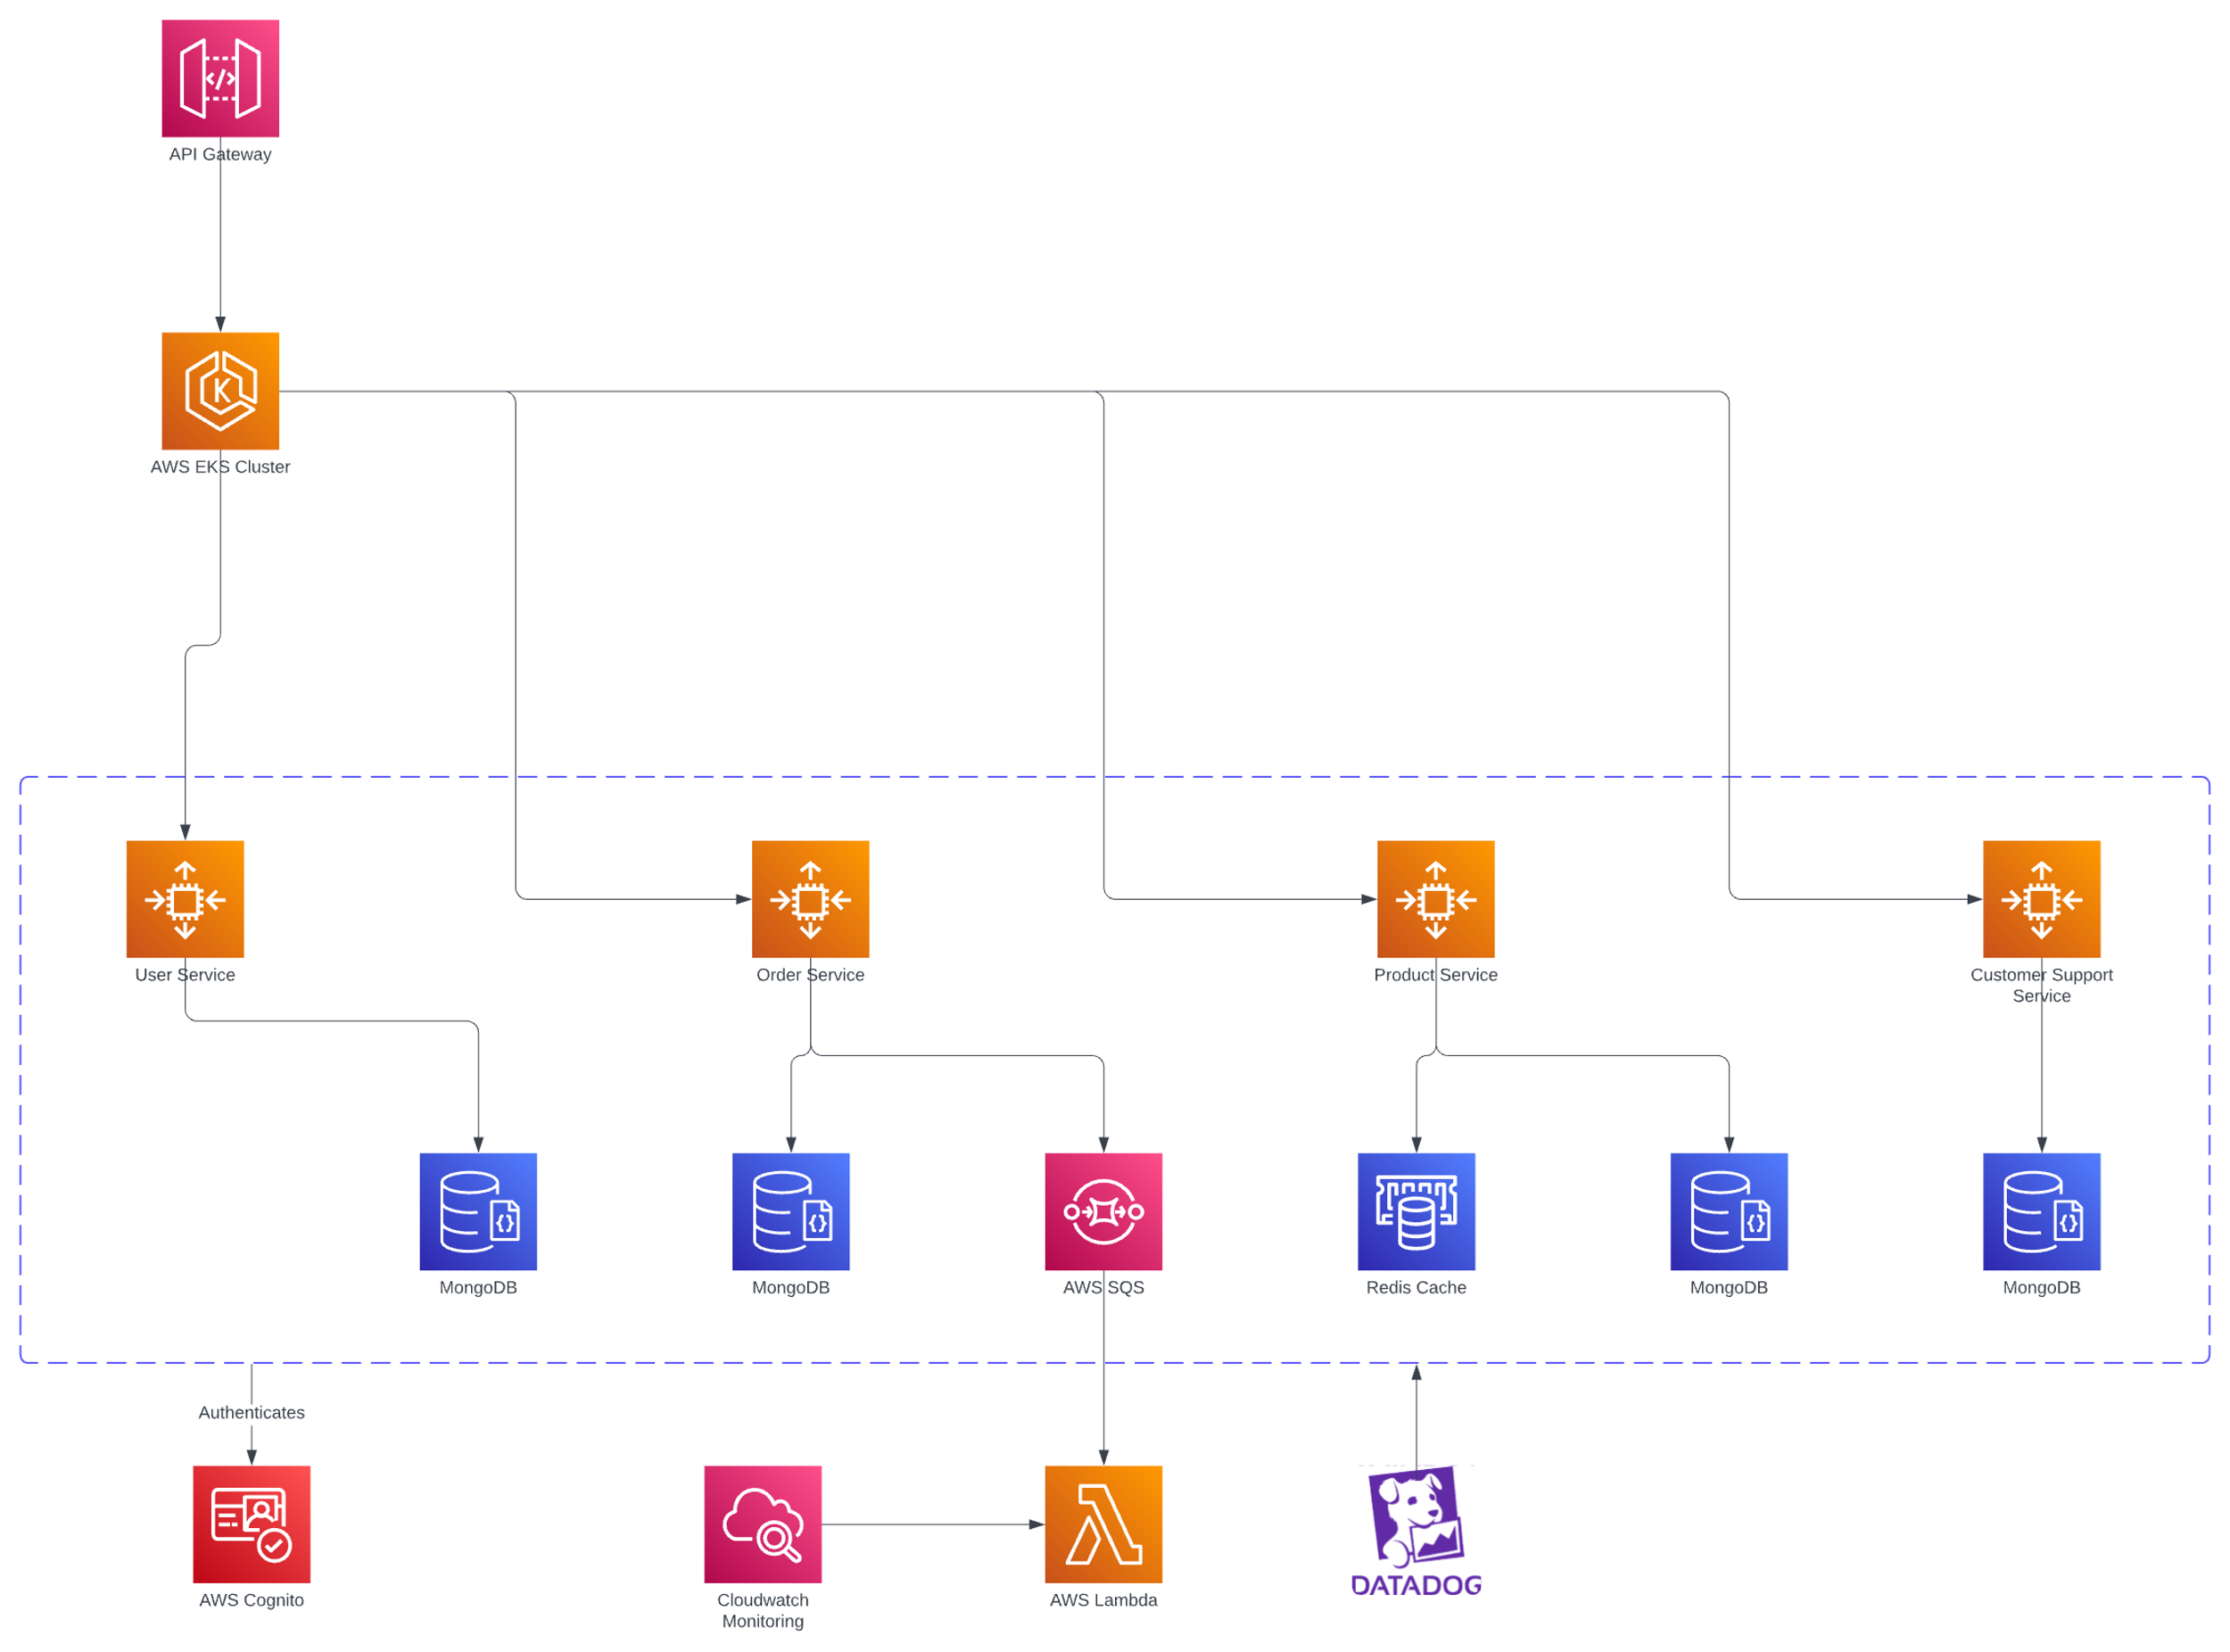 API Gateway
AWS EKS Cluster
User Service
Order Service
Product Service
Customer Support
Service
MongoDB
MongoDB
AWS SQS
Redis Cache
MongoDB
MongoDB
Authenticates
AWS Cognito
Cloudwatch
Monitoring
AWS Lambda
DATADOG